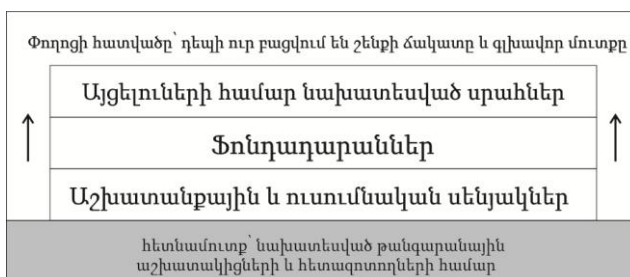 Փողոցի հատվածը՝ դեպի ուր բացվում են շենքի ճակատը և գլխավոր մուտքը
Այցելուների համար նախատեսված սրահներ
Ֆոնդադարաններ
Աշխատանքային և ուսումնական սենյակներ
հետնամուտք՝ նախատեսված թանգարանային
աշխատակիցների և հետազոտողների համար